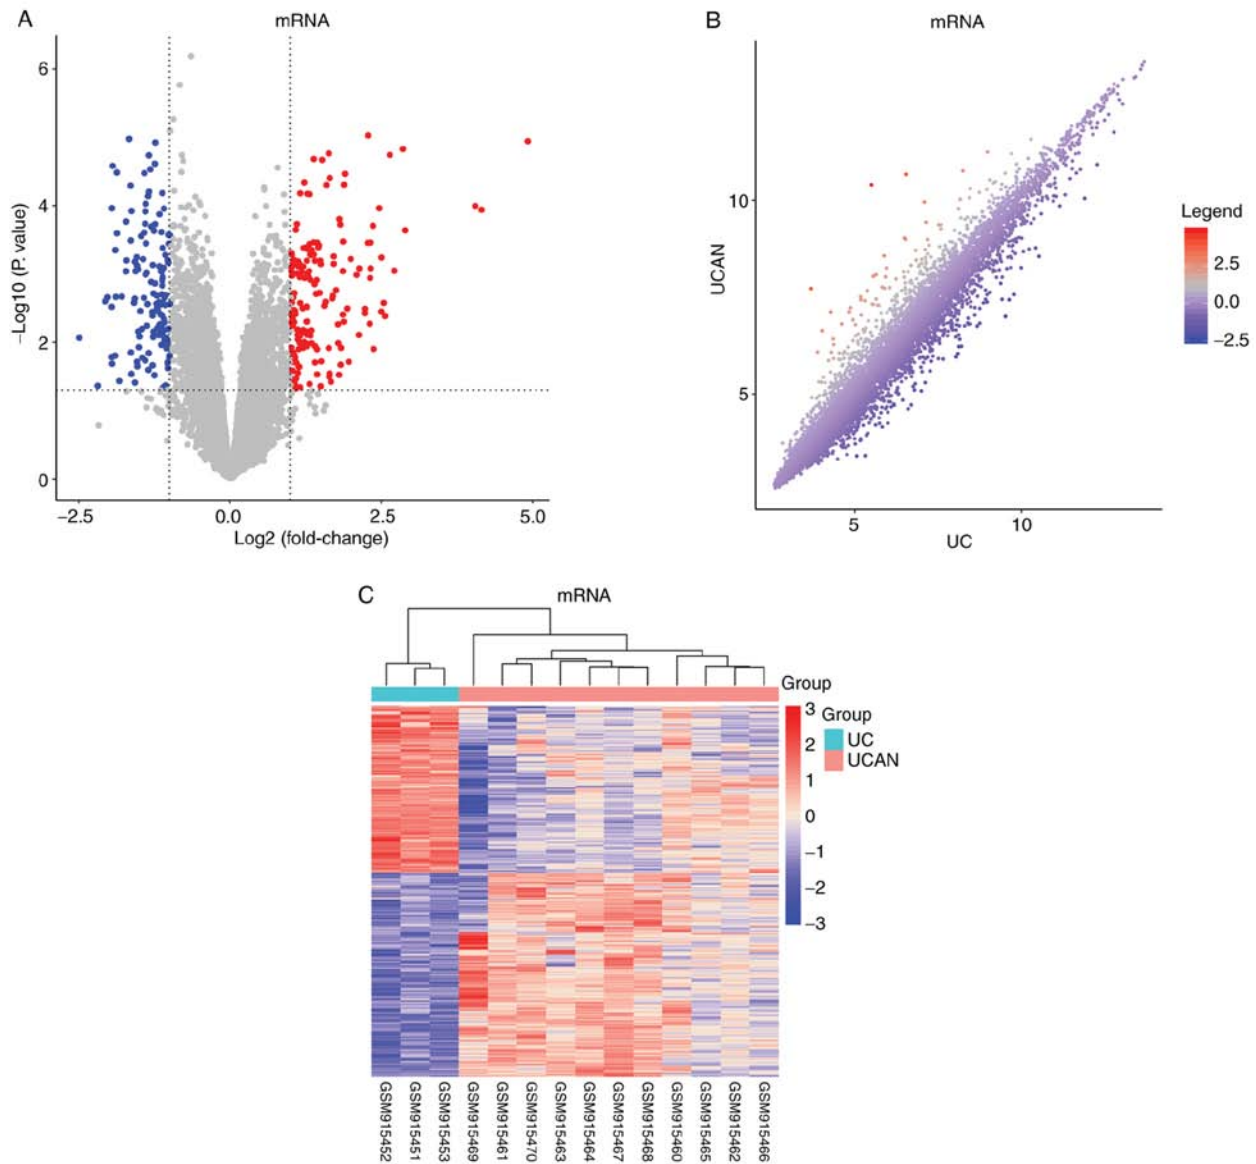 A
mRNA
6
4
2
0
−Log10 (P. value)
−2.5
0.0
2.5
5.0
Log2 (fold-change)
B
mRNA
10
5
UCAN
5
10
UC
Legend
2.5
0.0
−2.5
C
mRNA
Group
3
2
1
0
−1
−2
−3
Group
UC
UCAN
GSM915452
GSM915451
GSM915453
GSM915469
GSM915461
GSM915470
GSM915463
GSM915464
GSM915467
GSM915468
GSM915460
GSM915465
GSM915462
GSM915466